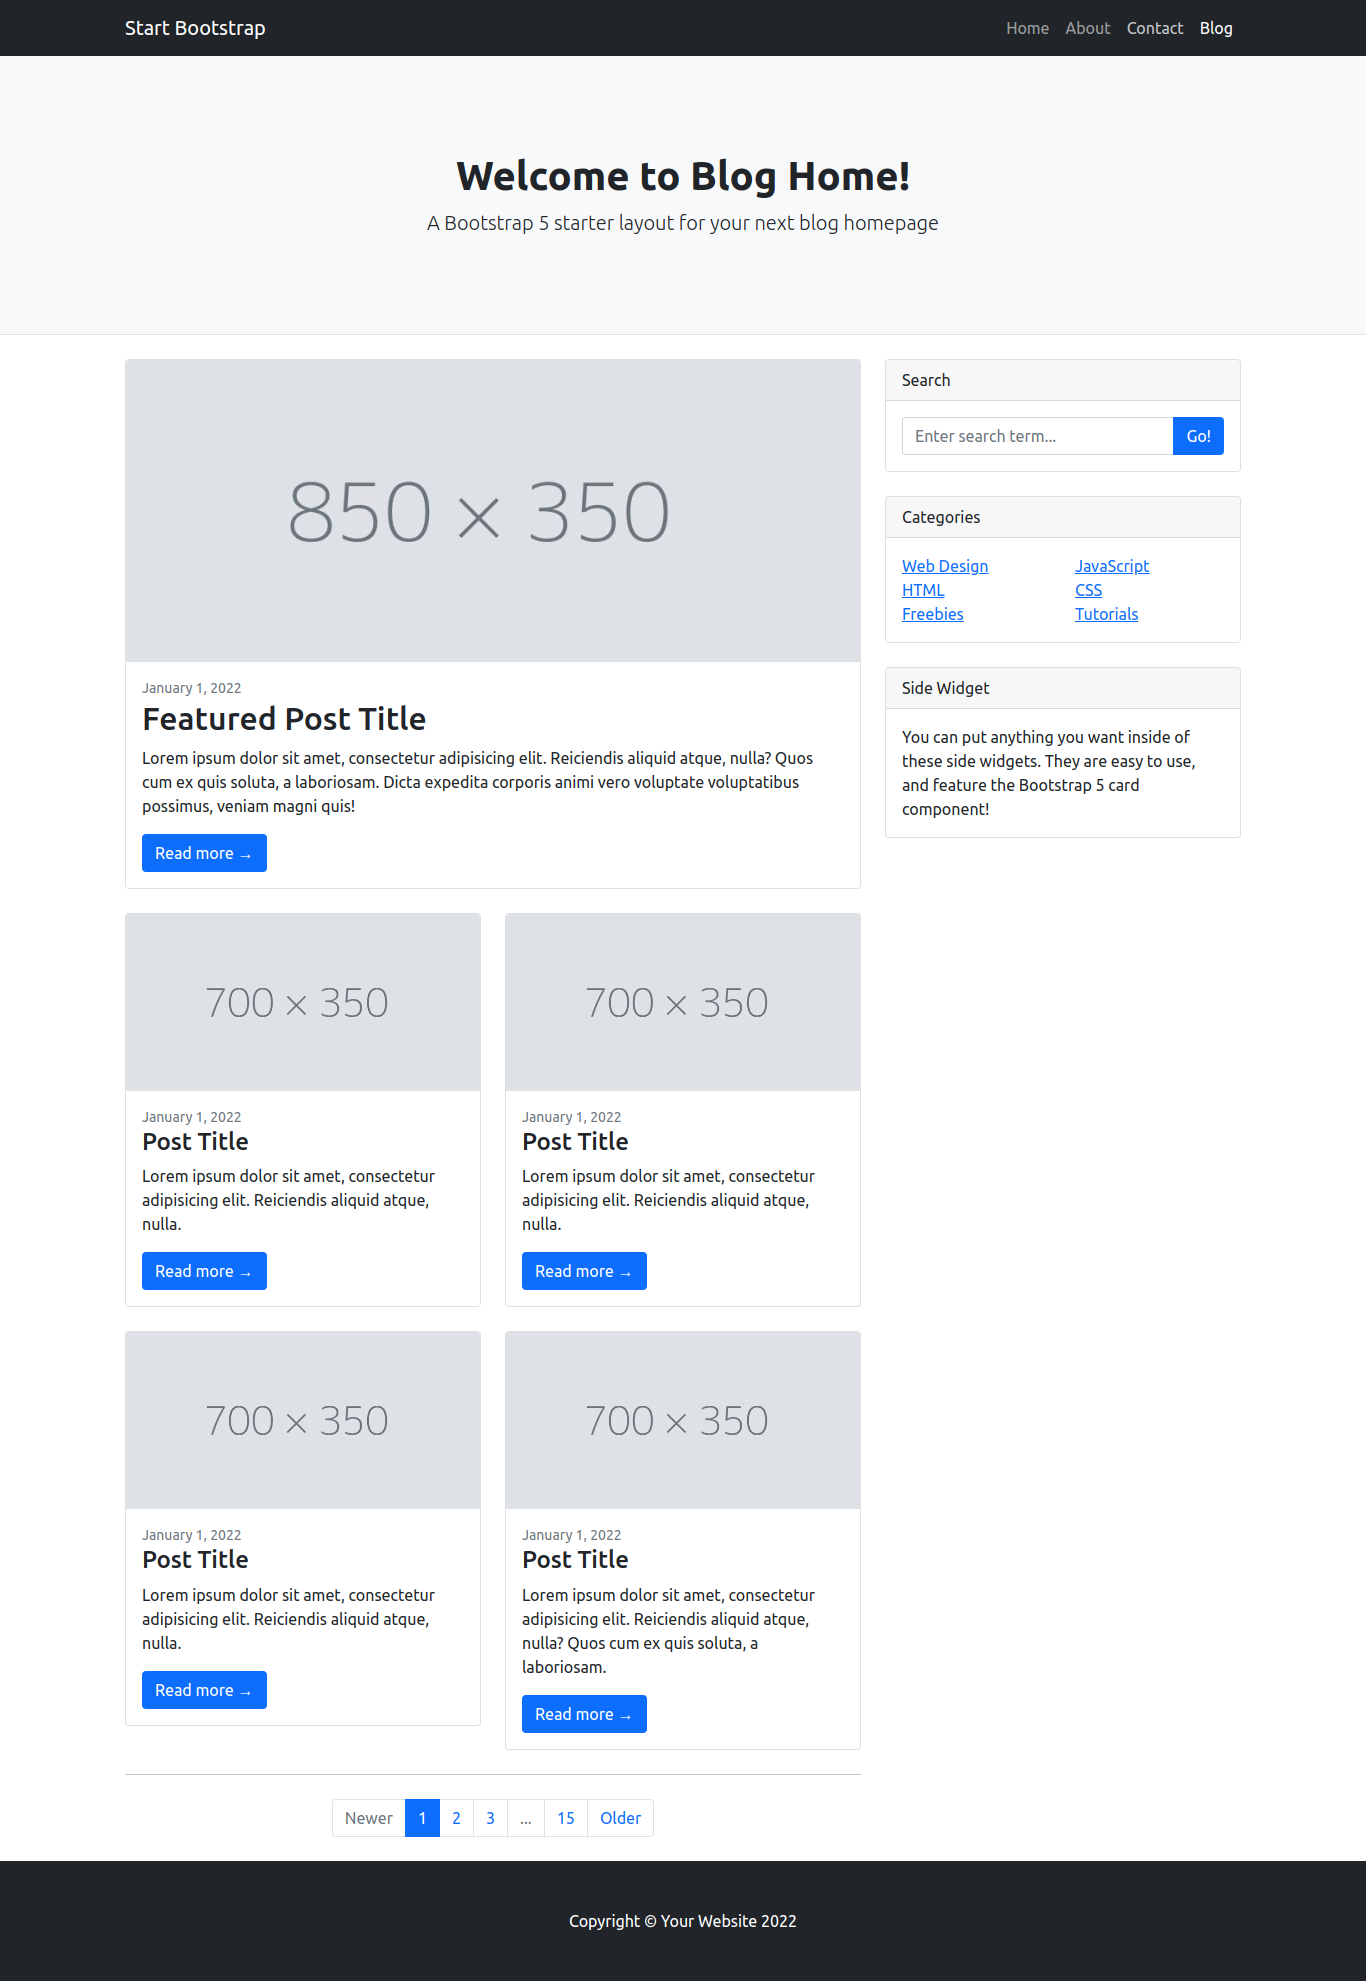 Start Bootstrap
Home About Contact Blog
Welcome to Blog Home!
A Bootstrap 5 starter layout for your next blog homepage
850 × 350
January 1, 2022
Featured Post Title
Lorem ipsum dolor sit amet, consectetur adipisicing elit. Reiciendis aliquid atque, nulla? Quos
cum ex quis soluta, a laboriosam. Dicta expedita corporis animi vero voluptate voluptatibus
possimus, veniam magni quis!
Read more →
700 × 350
January 1, 2022
Post Title
Lorem ipsum dolor sit amet, consectetur
adipisicing elit. Reiciendis aliquid atque,
nulla.
Read more →
700 × 350
January 1, 2022
Post Title
Lorem ipsum dolor sit amet, consectetur
adipisicing elit. Reiciendis aliquid atque,
nulla.
Read more →
700 × 350
January 1, 2022
Post Title
Lorem ipsum dolor sit amet, consectetur
adipisicing elit. Reiciendis aliquid atque,
nulla.
Read more →
700 × 350
January 1, 2022
Post Title
Lorem ipsum dolor sit amet, consectetur
adipisicing elit. Reiciendis aliquid atque,
nulla? Quos cum ex quis soluta, a
laboriosam.
Read more →
Newer 1 2 3 ... 15 Older
Search
Enter search term...
Go!
Categories
Web Design
HTML
Freebies
JavaScript
CSS
Tutorials
Side Widget
You can put anything you want inside of
these side widgets. They are easy to use,
and feature the Bootstrap 5 card
component!
Copyright © Your Website 2022